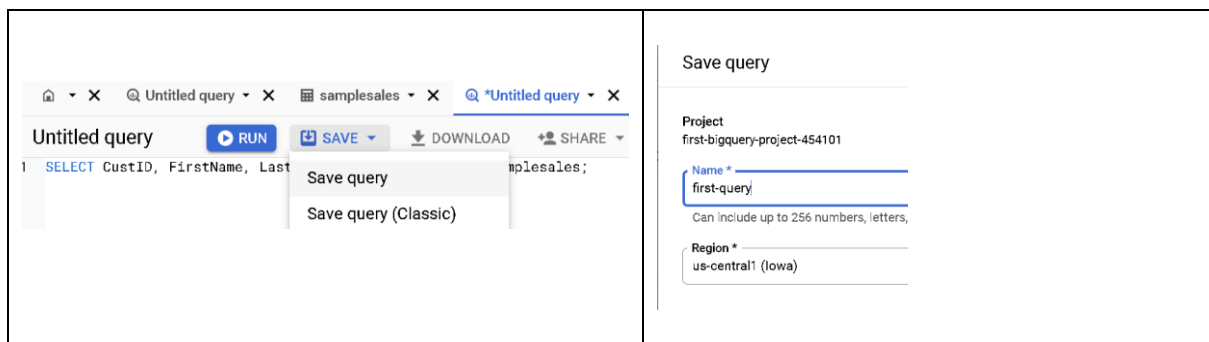 Untitled query samplesales *Untitled query
Untitled query RUN SAVE DOWNLOAD SHARE
1 SELECT CustID, FirstName, Last mplesales;
Save query
Save query (Classic)
Save query
Project
first-bigquery-project-454101
Name *
first-query
Can include up to 256 numbers, letters,
Region *
us-central1 (Iowa)